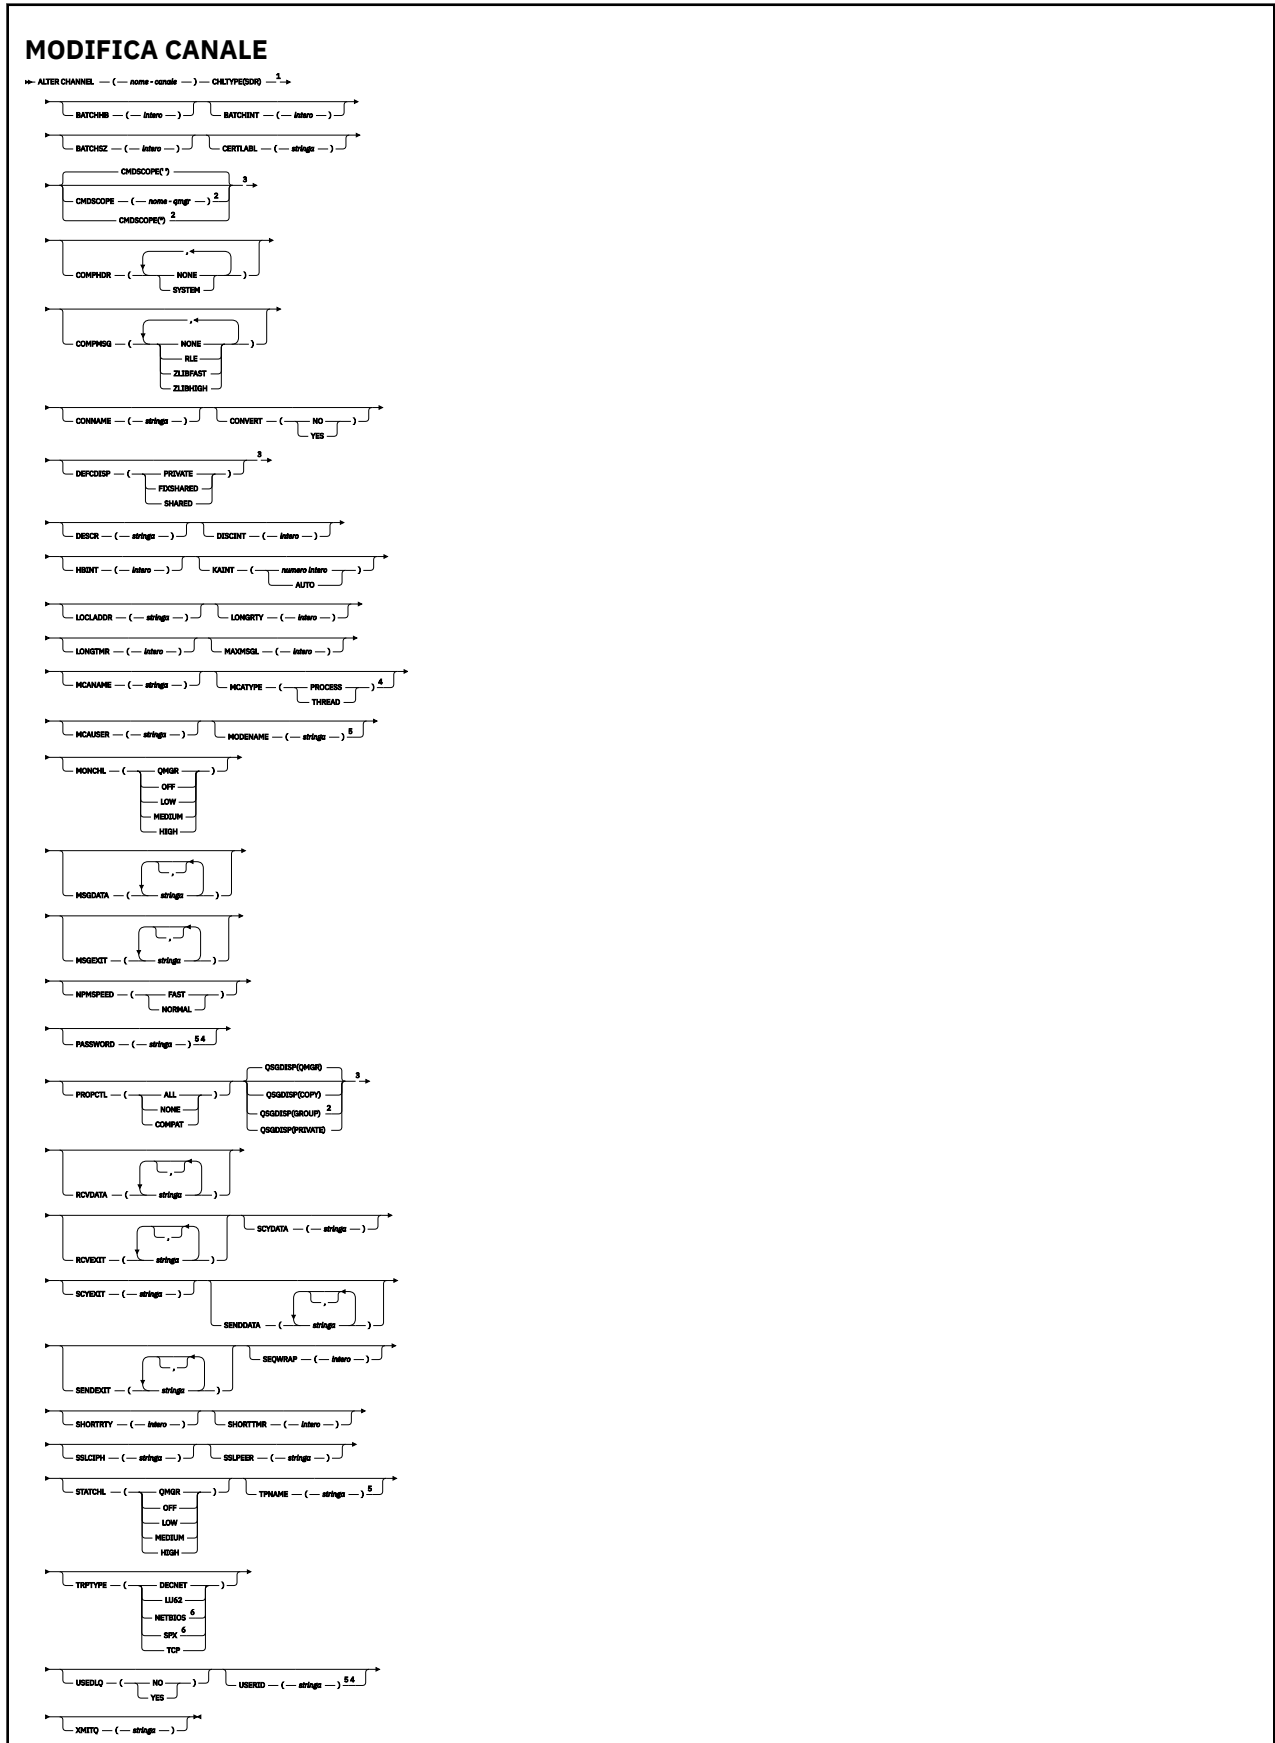 MODIFICA CANALE
ALTER CHANNEL ( nome - canale ) CHLTYPE(SDR) 1
BATCHHB ( intero ) BATCHINT ( intero )
BATCHSZ ( intero ) CERTLABL ( stringa )
CMDSCOPE(' ')
CMDSCOPE ( nome - qmgr ) 2 3
CMDSCOPE(*) 2
,
COMPHDR ( NONE )
SYSTEM
,
COMPMSG ( NONE )
RLE
ZLIBFAST
ZLIBHIGH
CONNAME ( stringa ) CONVERT ( NO )
YES
3
DEFCDISP ( PRIVATE )
FIXSHARED
SHARED
DESCR ( stringa ) DISCINT ( intero )
HBINT ( intero ) KAINT ( numero intero )
AUTO
LOCLADDR ( stringa ) LONGRTY ( intero )
LONGTMR ( intero ) MAXMSGL ( intero )
MCANAME ( stringa ) MCATYPE ( PROCESS ) 4
THREAD
MCAUSER ( stringa ) MODENAME ( stringa ) 5
MONCHL ( QMGR )
OFF
LOW
MEDIUM
HIGH
,
MSGDATA ( stringa )
,
MSGEXIT ( stringa )
NPMSPEED ( FAST )
NORMAL
PASSWORD ( stringa ) 5 4
QSGDISP(QMGR) 3
PROPCTL ( ALL ) QSGDISP(COPY)
NONE QSGDISP(GROUP) 2
COMPAT QSGDISP(PRIVATE)
,
RCVDATA ( stringa )
, SCYDATA ( stringa )
RCVEXIT ( stringa )
SCYEXIT ( stringa ) ,
SENDDATA ( stringa )
, SEQWRAP ( intero )
SENDEXIT ( stringa )
SHORTRTY ( intero ) SHORTTMR ( intero )
SSLCIPH ( stringa ) SSLPEER ( stringa )
STATCHL ( QMGR ) TPNAME ( stringa ) 5
OFF
LOW
MEDIUM
HIGH
TRPTYPE ( DECNET )
LU62
NETBIOS 6
SPX 6
TCP
USEDLQ ( NO ) USERID ( stringa ) 5 4
YES
XMITQ ( stringa )